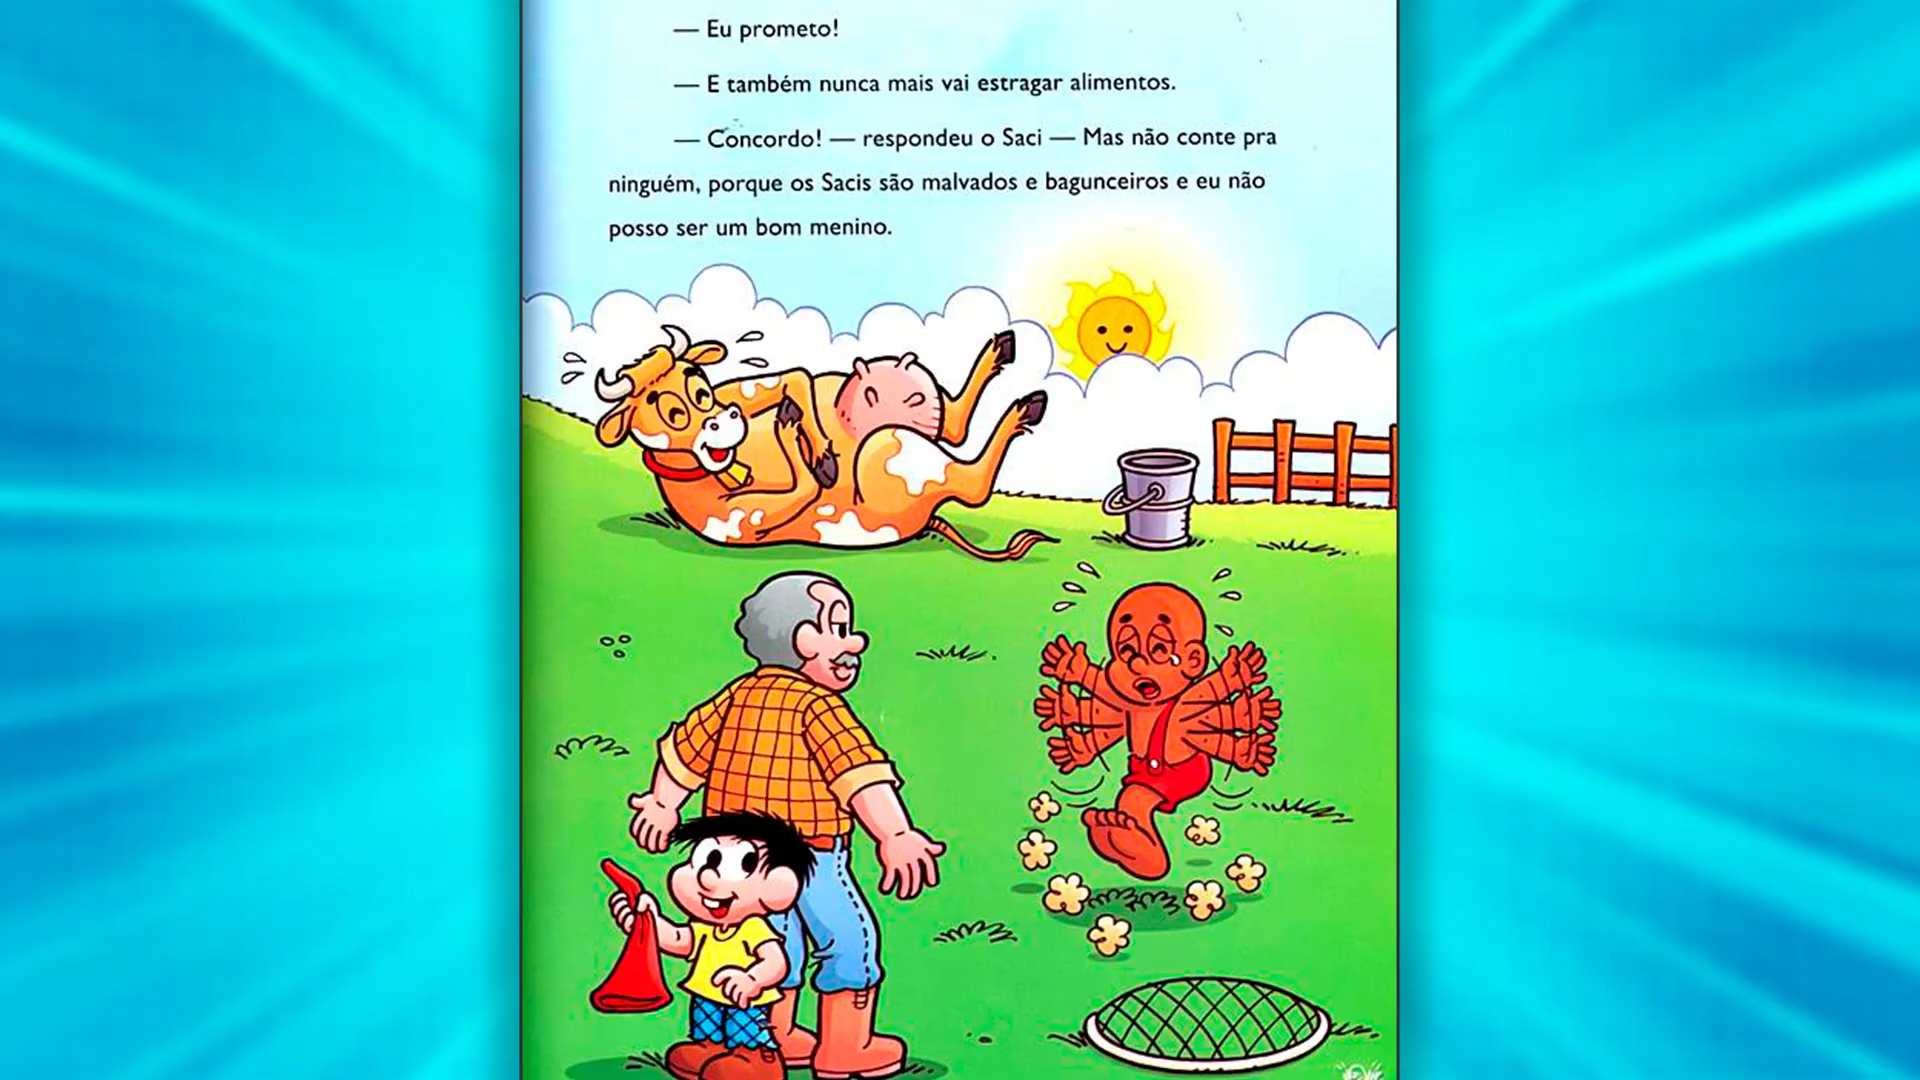 — Eu prometo!
— E também nunca mais vai estragar alimentos.
— Concordo! — respondeu o Saci — Mas não conte pra
ninguém, porque os Sacis são malvados e bagunceiros e eu não
posso ser um bom menino.